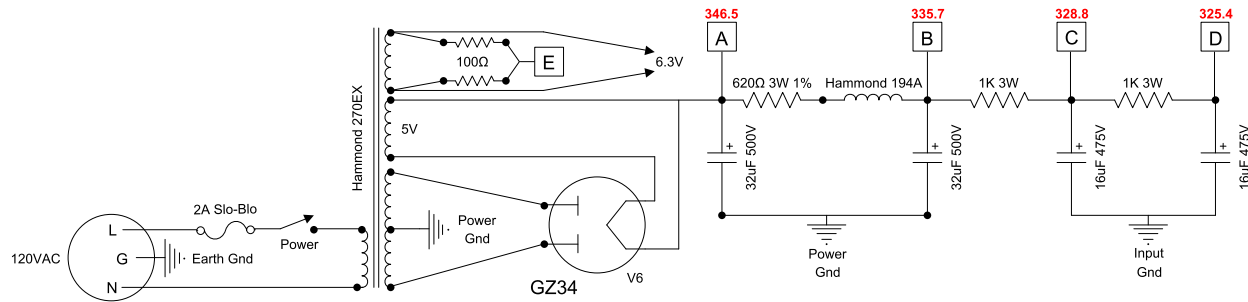 346.5
335.7
328.8
325.4
A
B
C
D
100Ω
E
6.3V
620Ω 3W 1%
Hammond 194A
1K 3W
1K 3W
Hammond 270EX
5V
+
32uF 500V
+
32uF 500V
+
16uF 475V
+
16uF 475V
2A Slo-Blo
L
Power
Power
Gnd
120VAC
G
Earth Gnd
N
V6
GZ34
Power
Gnd
Input
Gnd